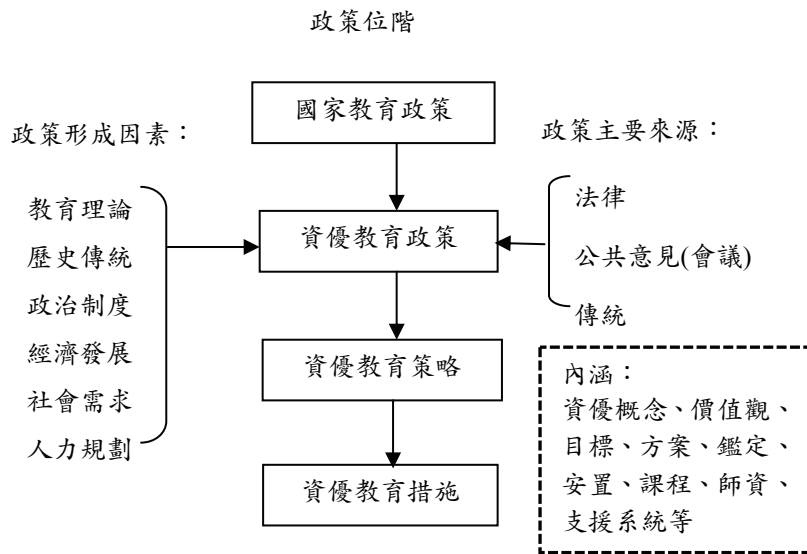 政策位階
國家教育政策
政策形成因素：
政策主要來源：
教育理論
歷史傳統
政治制度
經濟發展
社會需求
人力規劃
資優教育政策
法律
公共意見(會議)
傳統
資優教育策略
資優教育措施
內涵：
資優概念、價值觀、
目標、方案、鑑定、
安置、課程、師資、
支援系統等